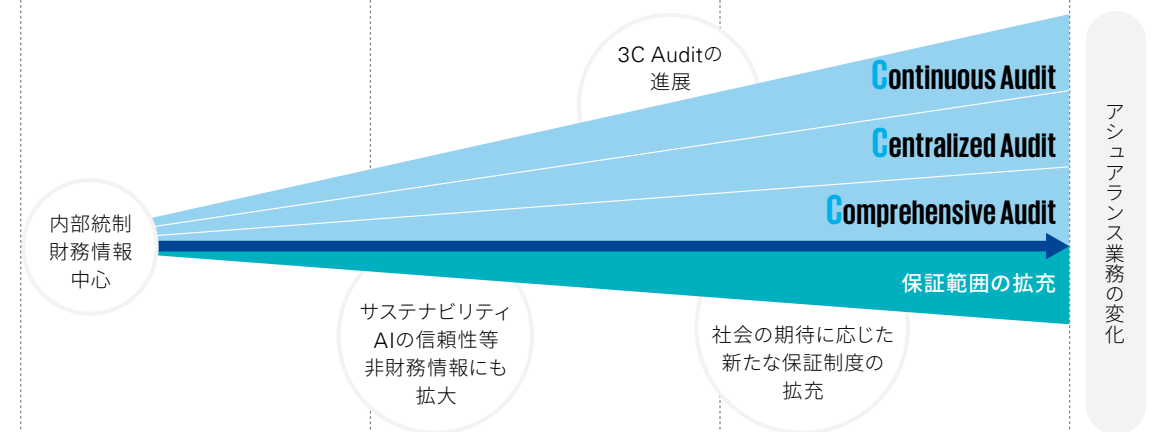 3C Auditの
進展
Continuous Audit
Centralized Audit
Comprehensive Audit
内部統制
財務情報
中心
保証範囲の拡充
サステナビリティ
AIの信頼性等
非財務情報にも
拡大
社会の期待に応じた
新たな保証制度の
拡充
アシュアランス業務の変化